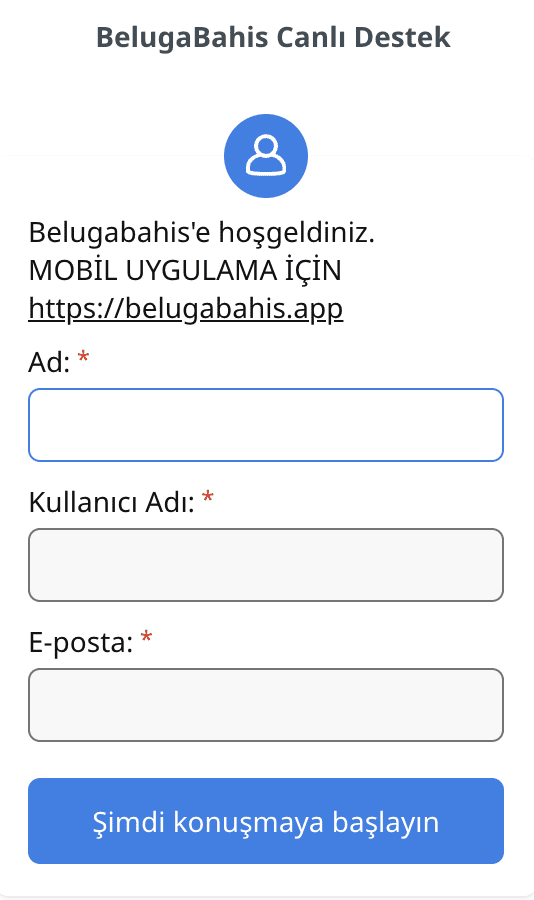 BelugaBahis Canlı Destek
Belugabahis'e hoşgeldiniz.
MOBİL UYGULAMA İÇİN
https://belugabahis.app
Ad: *
Kullanıcı Adı: *
E-posta: *
Şimdi konuşmaya başlayın